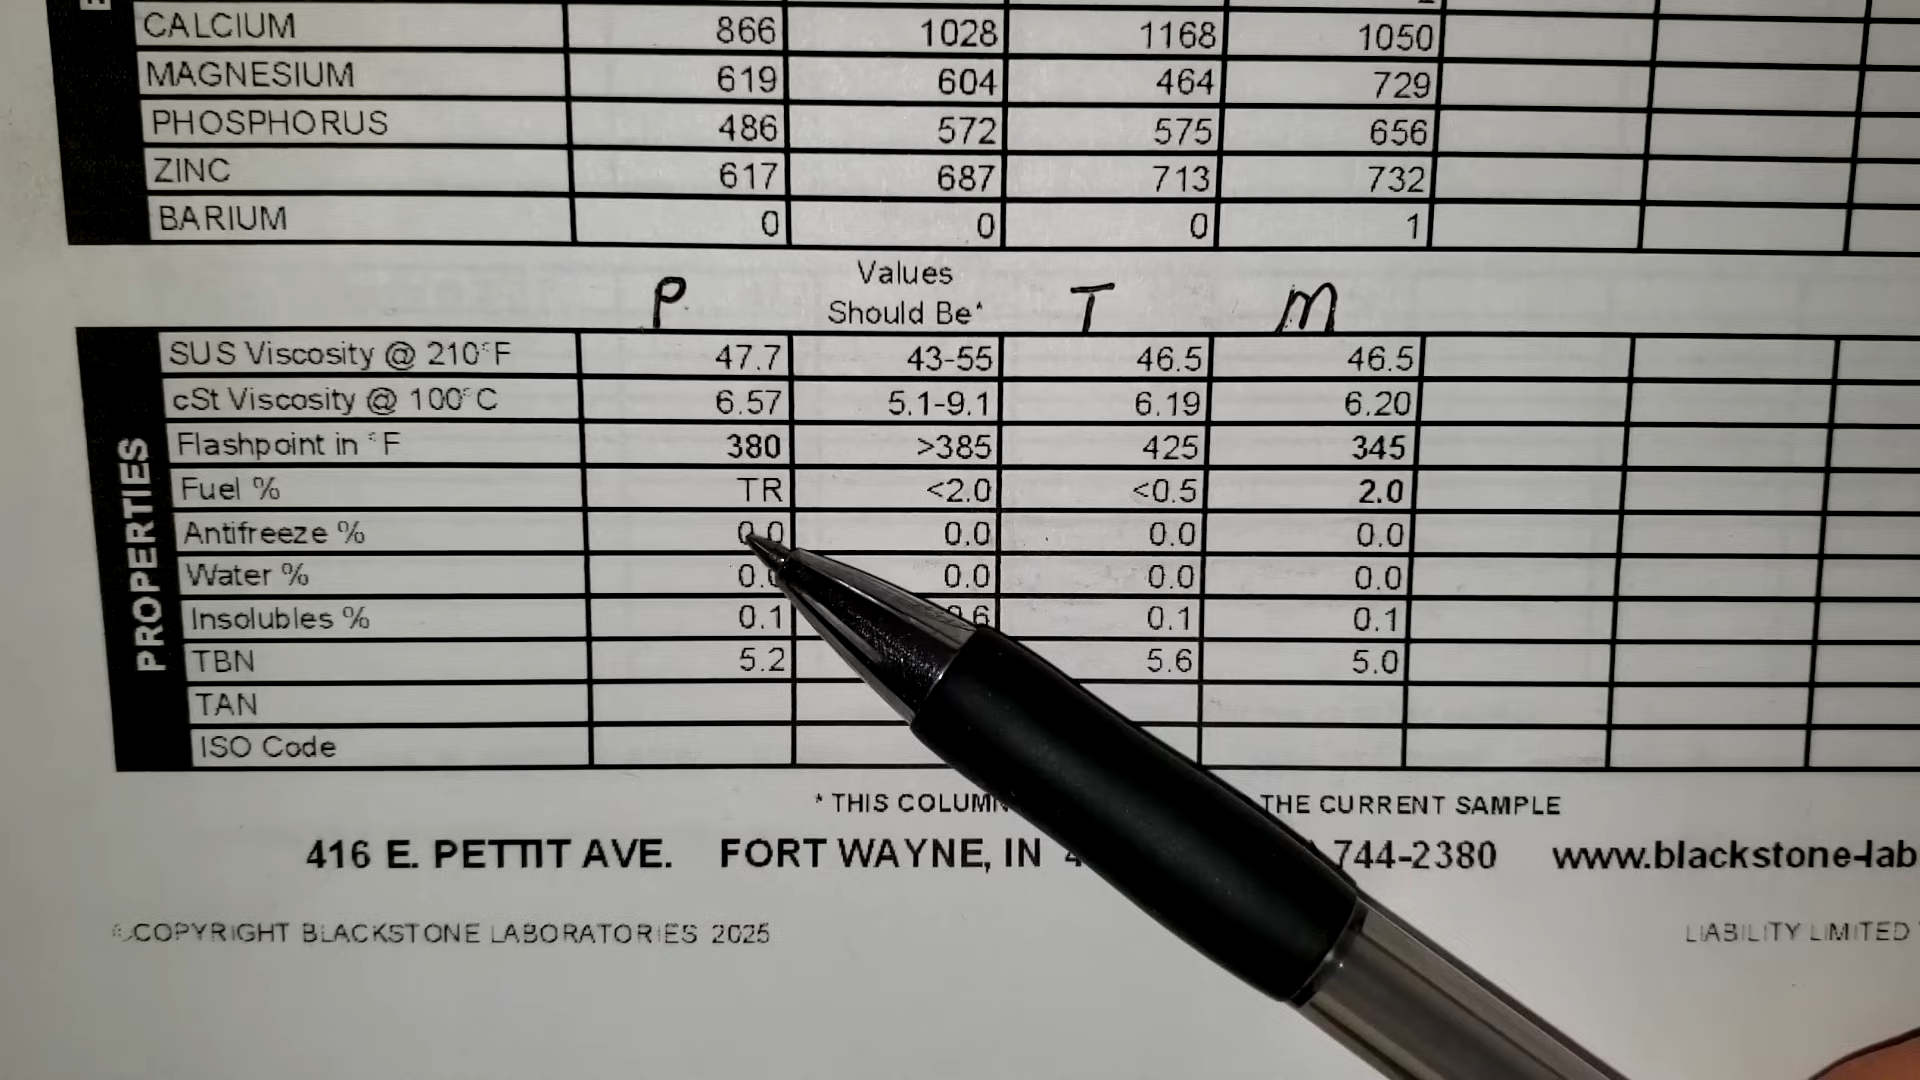 CALCIUM 866 1028 1168 1050
MAGNESIUM 619 604 464 729
PHOSPHORUS 486 572 575 656
ZINC 617 687 713 732
BARIUM 0 0 0 1
P Values Should Be* T M
PROPERTIES
SUS Viscosity @ 210°F 47.7 43-55 46.5 46.5
cSt Viscosity @ 100°C 6.57 5.1-9.1 6.19 6.20
Flashpoint in °F 380 >385 425 345
Fuel % TR <2.0 <0.5 2.0
Antifreeze % 0.0 0.0 0.0 0.0
Water % 0.0 0.0 0.0
Insolubles % 0.1 0.1 0.1
TBN 5.2 5.6 5.0
TAN
ISO Code
* THIS COLUMN THE CURRENT SAMPLE
416 E. PETTIT AVE. FORT WAYNE, IN 744-2380 www.blackstone-lab
©COPYRIGHT BLACKSTONE LABORATORIES 2025
LIABILITY LIMITED